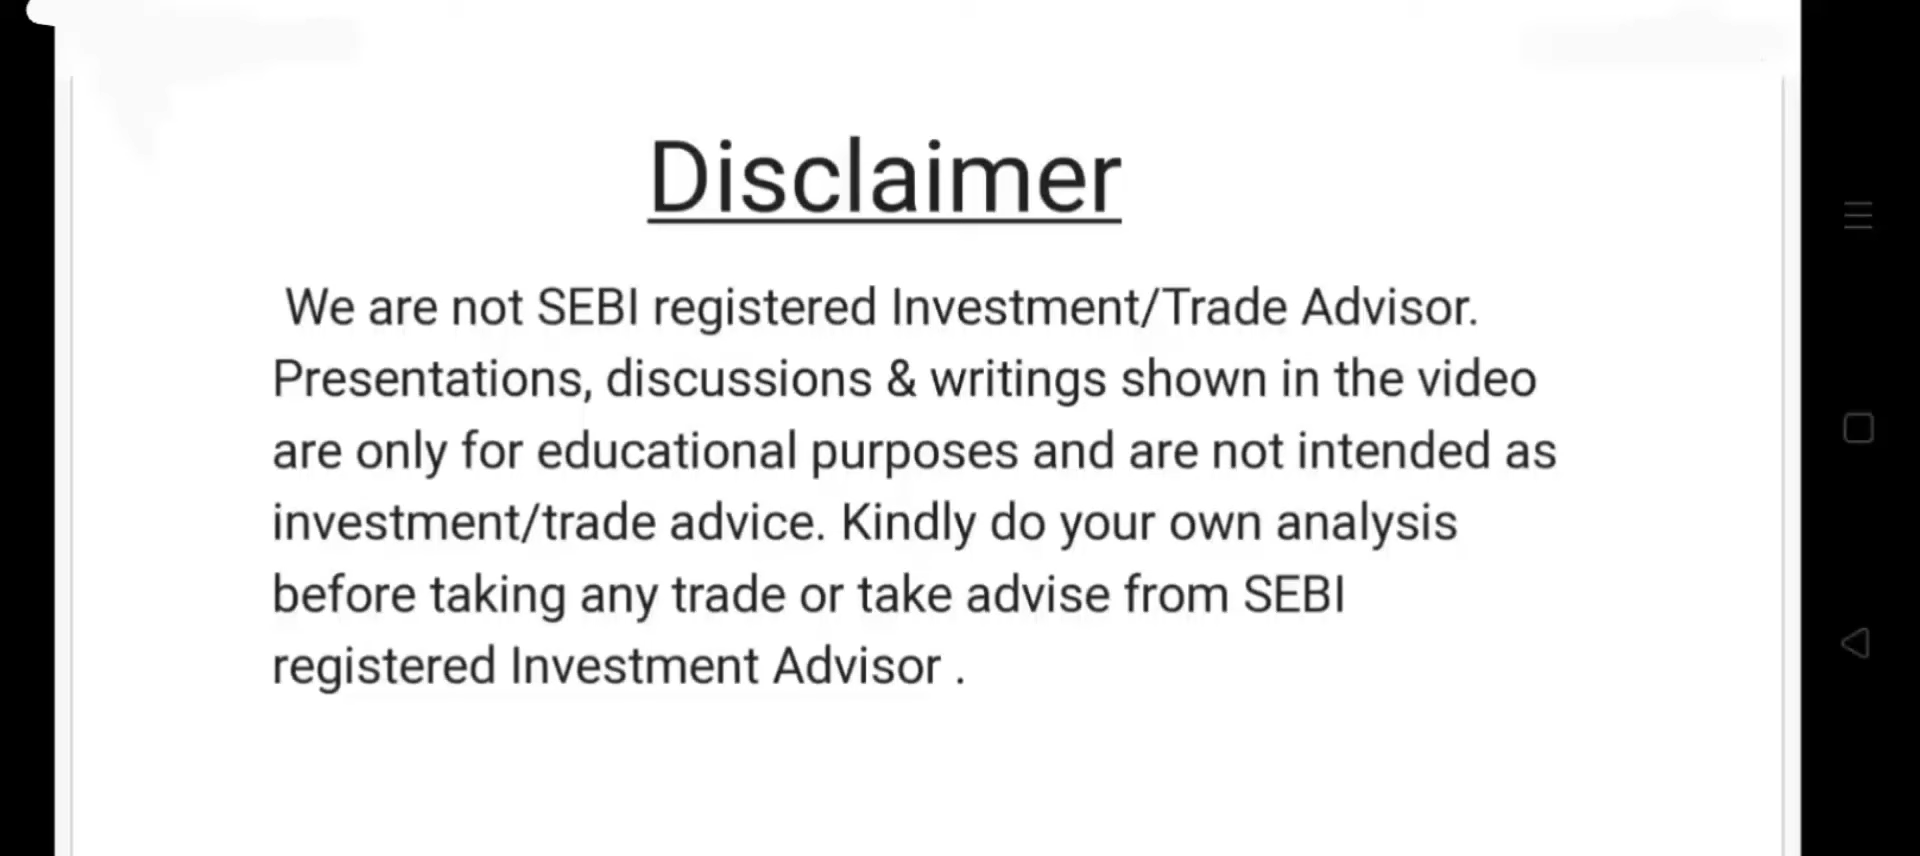 Disclaimer
We are not SEBI registered Investment/Trade Advisor.
Presentations, discussions & writings shown in the video
are only for educational purposes and are not intended as
investment/trade advice. Kindly do your own analysis
before taking any trade or take advise from SEBI
registered Investment Advisor .